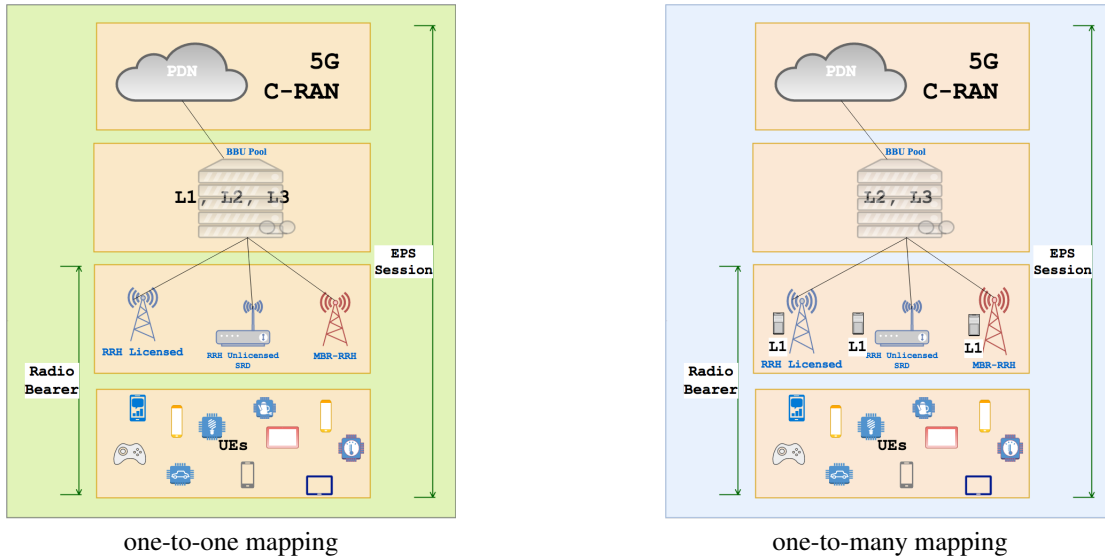 PDN
5G
C-RAN
BBU Pool
L1, L2, L3
EPS
Session
RRH Licensed
RRH Unlicensed
SRD
MBR-RRH
Radio
Bearer
UEs
one-to-one mapping
PDN
5G
C-RAN
BBU Pool
L2, L3
EPS
Session
L1
L1
L1
RRH Licensed
RRH Unlicensed
SRD
MBR-RRH
Radio
Bearer
UEs
one-to-many mapping